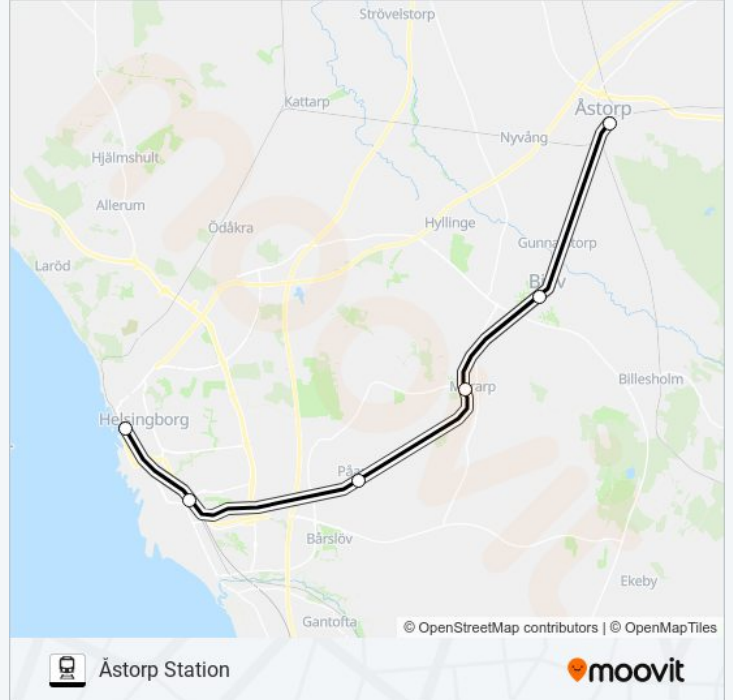 Strövelstorp
Kattarp
Åstorp
Nyvång
Hjälmshult
Allerum
Ödåkra
Hyllinge
Laröd
Billesholm
Helsingborg
Bårslöv
Ekeby
Gantofta
© OpenStreetMap contributors | © OpenMapTiles
Åstorp Station
moovit